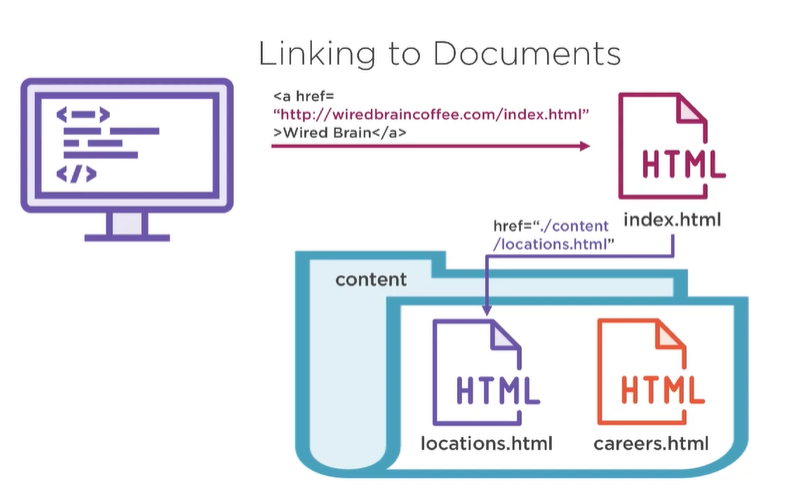 Linking to Documents
<a href=
“http://wiredbraincoffee.com/index.html”
>Wired Brain</a>
< >
</>
HTML
index.html
href=“./content
/locations.html”
content
HTML
HTML
locations.html
careers.html